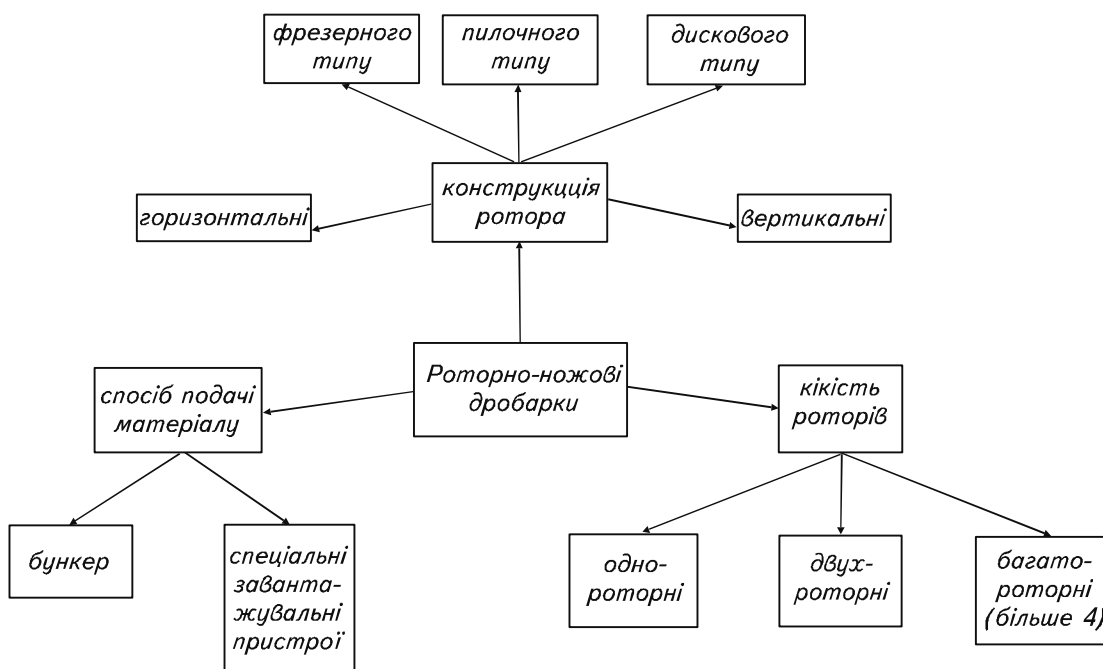 фрезерного
типу
пилочного
типу
дискового
типу
конструкція
ротора
горизонтальні
вертикальні
Роторно-ножові
дробарки
спосіб подачі
матеріалу
кікість
роторів
бункер
спеціальні
заванта-
жувальні
пристрої
одно-
роторні
двух-
роторні
багато-
роторні
(більше 4)